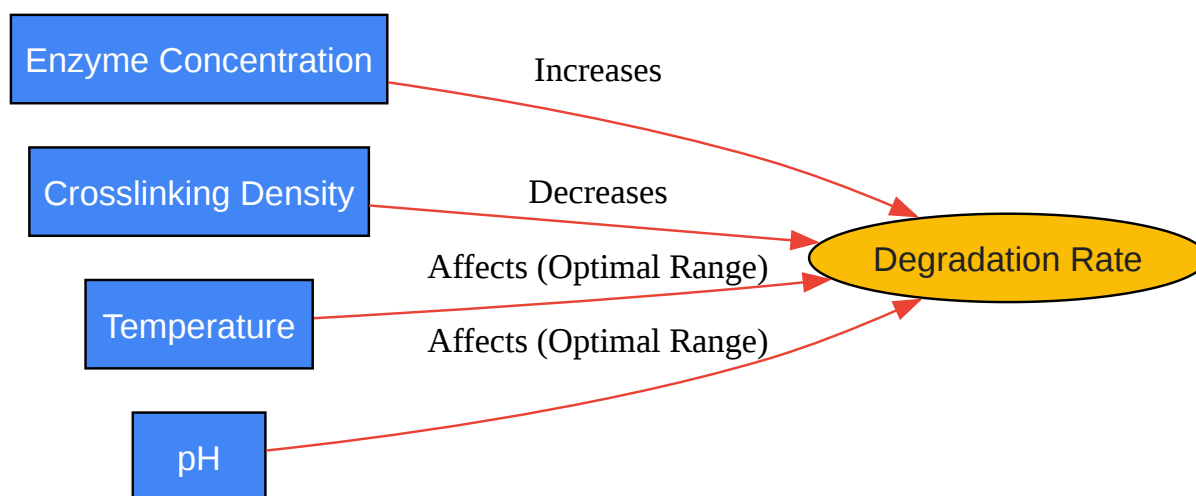 Enzyme Concentration
Increases
Crosslinking Density
Decreases
Degradation Rate
Affects (Optimal Range)
Temperature
Affects (Optimal Range)
pH